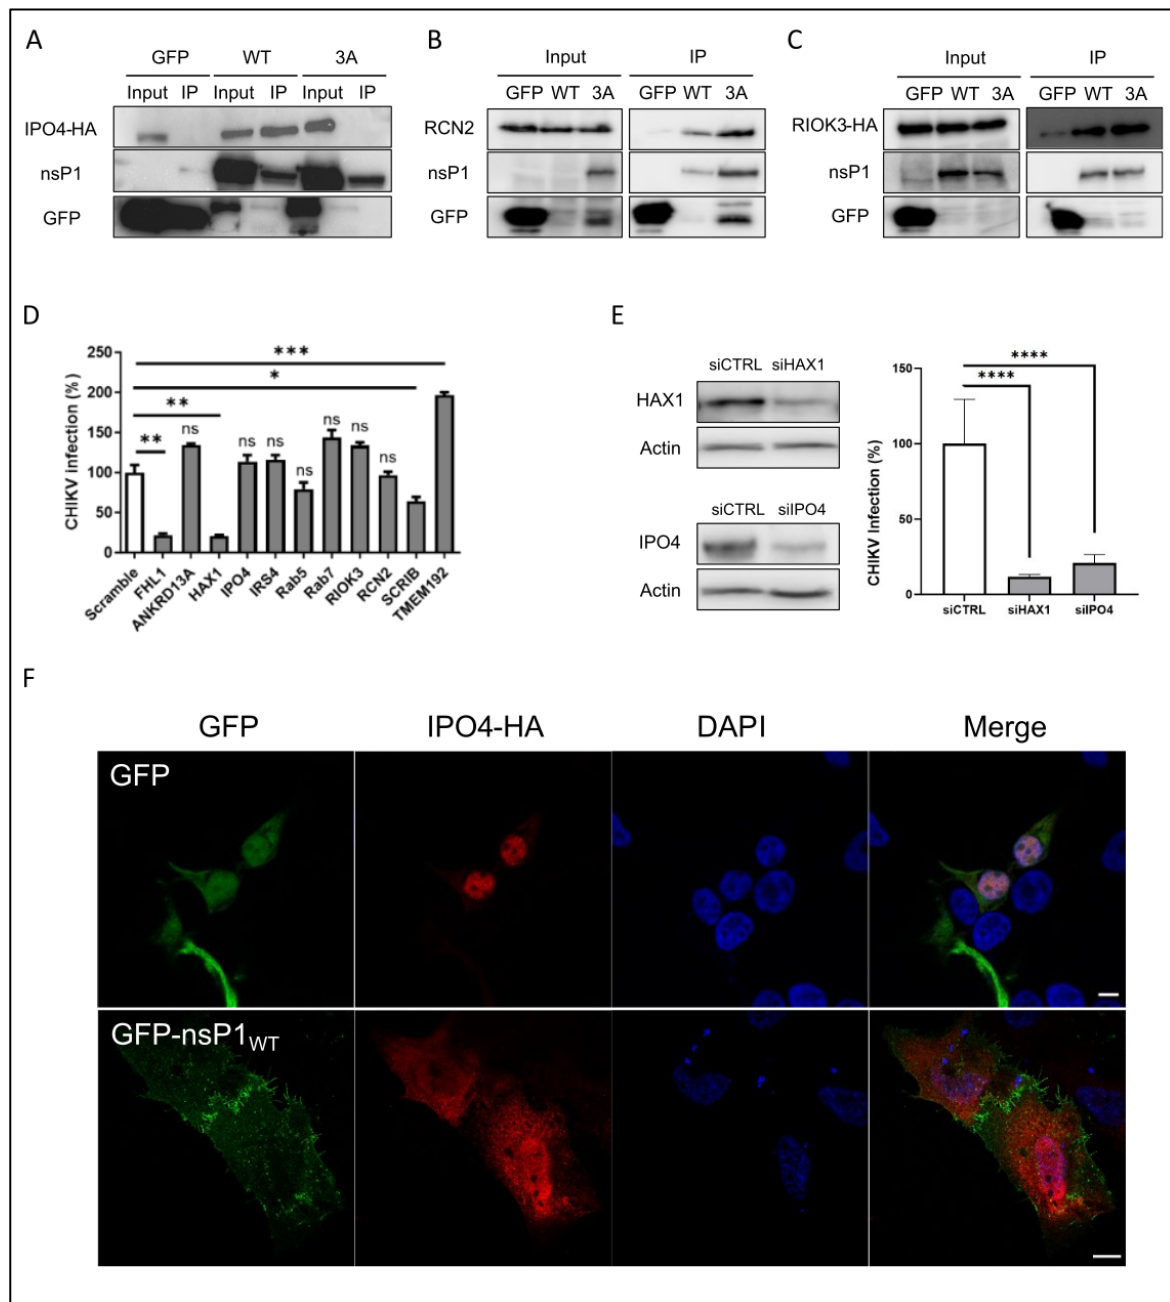 A
GFP WT 3A
Input IP Input IP Input IP
IPO4-HA
nsP1
GFP
B
Input IP
GFP WT 3A GFP WT 3A
RCN2
nsP1
GFP
C
Input IP
GFP WT 3A GFP WT 3A
RIOK3-HA
nsP1
GFP
D
CHIKV infection (%)
250
200
150
100
50
0
***
*
**
**
ns
ns
ns
ns
ns
ns
ns
Scramble
FHL1
ANKRD13A
HAX1
IPO4
IRS4
Rab5
Rab7
RIOK3
RCN2
SCRIB
TMEM192
E
siCTRL siHAX1
HAX1
Actin
siCTRL siIPO4
IPO4
Actin
CHIKV infection (%)
150
100
50
0
****
****
siCTRL siHAX1 siIPO4
F
GFP IPO4-HA DAPI Merge
GFP
GFP-nsP1WT